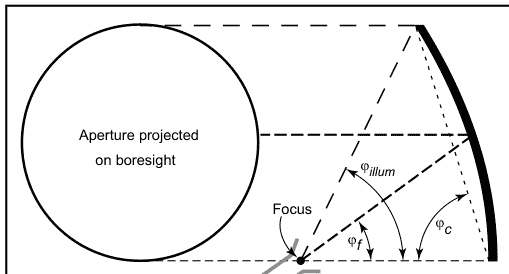 Aperture projected
on boresight
φillum
Focus
φf
φc